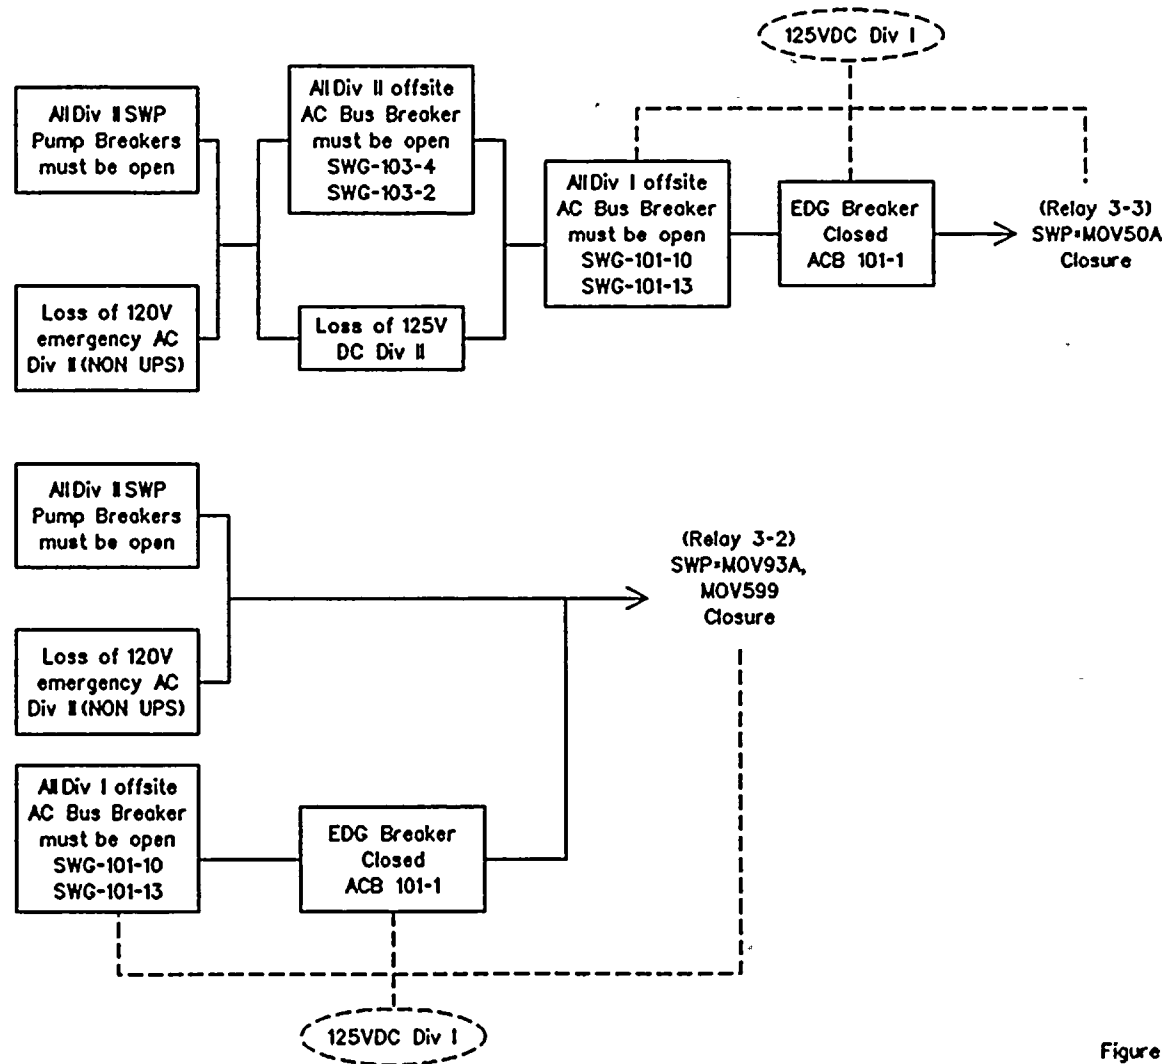 125VDC Div I
All Div II SWP
Pump Breakers
must be open
All Div II offsite
AC Bus Breaker
must be open
SWG-103-4
SWG-103-2
All Div I offsite
AC Bus Breaker
must be open
SWG-101-10
SWG-101-13
EDG Breaker
Closed
ACB 101-1
(Relay 3-3)
SWP*MOV50A
Closure
Loss of 120V
emergency AC
Div II (NON UPS)
Loss of 125V
DC Div II
All Div II SWP
Pump Breakers
must be open
(Relay 3-2)
SWP*MOV93A,
MOV599
Closure
Loss of 120V
emergency AC
Div II (NON UPS)
All Div I offsite
AC Bus Breaker
must be open
SWG-101-10
SWG-101-13
EDG Breaker
Closed
ACB 101-1
125VDC Div I
Figure